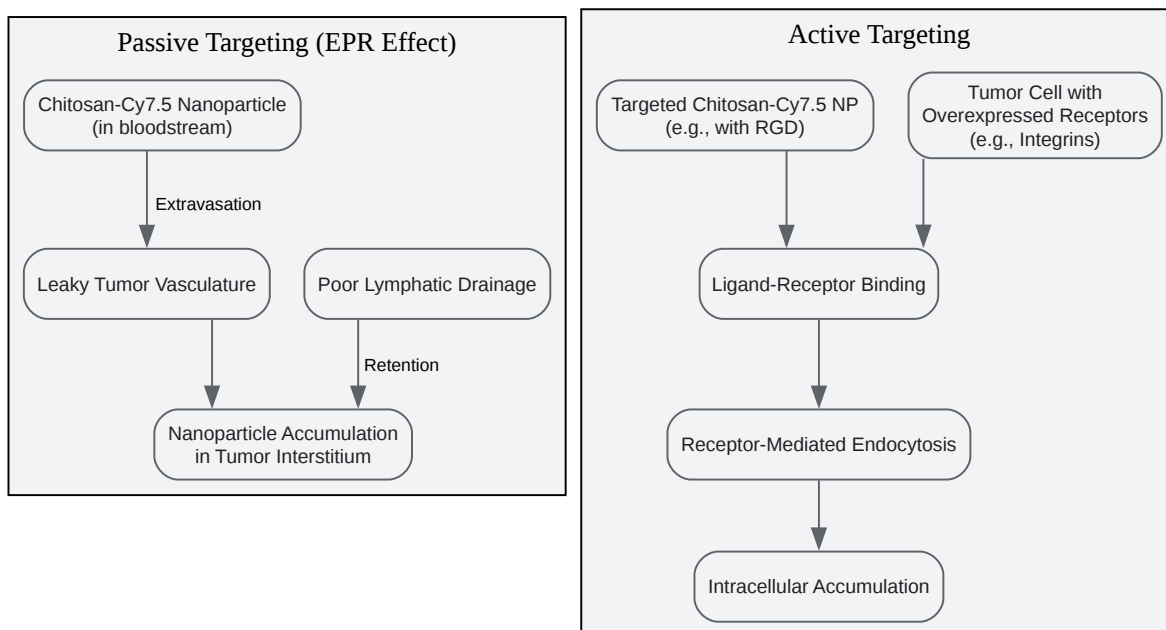 Passive Targeting (EPR Effect)
Chitosan-Cy7.5 Nanoparticle
(in bloodstream)
Extravasation
Leaky Tumor Vasculature
Poor Lymphatic Drainage
Retention
Nanoparticle Accumulation
in Tumor Interstitium
Active Targeting
Targeted Chitosan-Cy7.5 NP
(e.g., with RGD)
Tumor Cell with
Overexpressed Receptors
(e.g., Integrins)
Ligand-Receptor Binding
Receptor-Mediated Endocytosis
Intracellular Accumulation